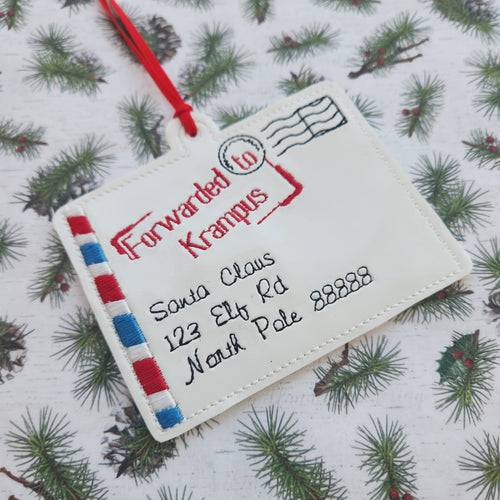 Forwarded to
Krampus
Santa Claus
123 Elf Rd
North Pole 88888